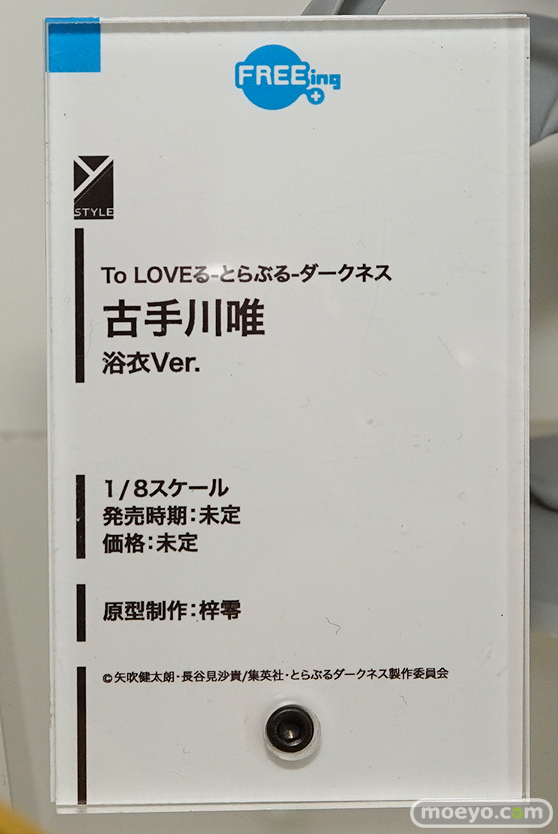 FREEing
STYLE
To LOVEる-とらぶる-ダークネス
古手川唯
浴衣Ver.
1/8スケール
発売時期：未定
価格：未定
原型制作：梓零
©矢吹健太朗・長谷見沙貴/集英社・とらぶるダークネス製作委員会
moeyo.com